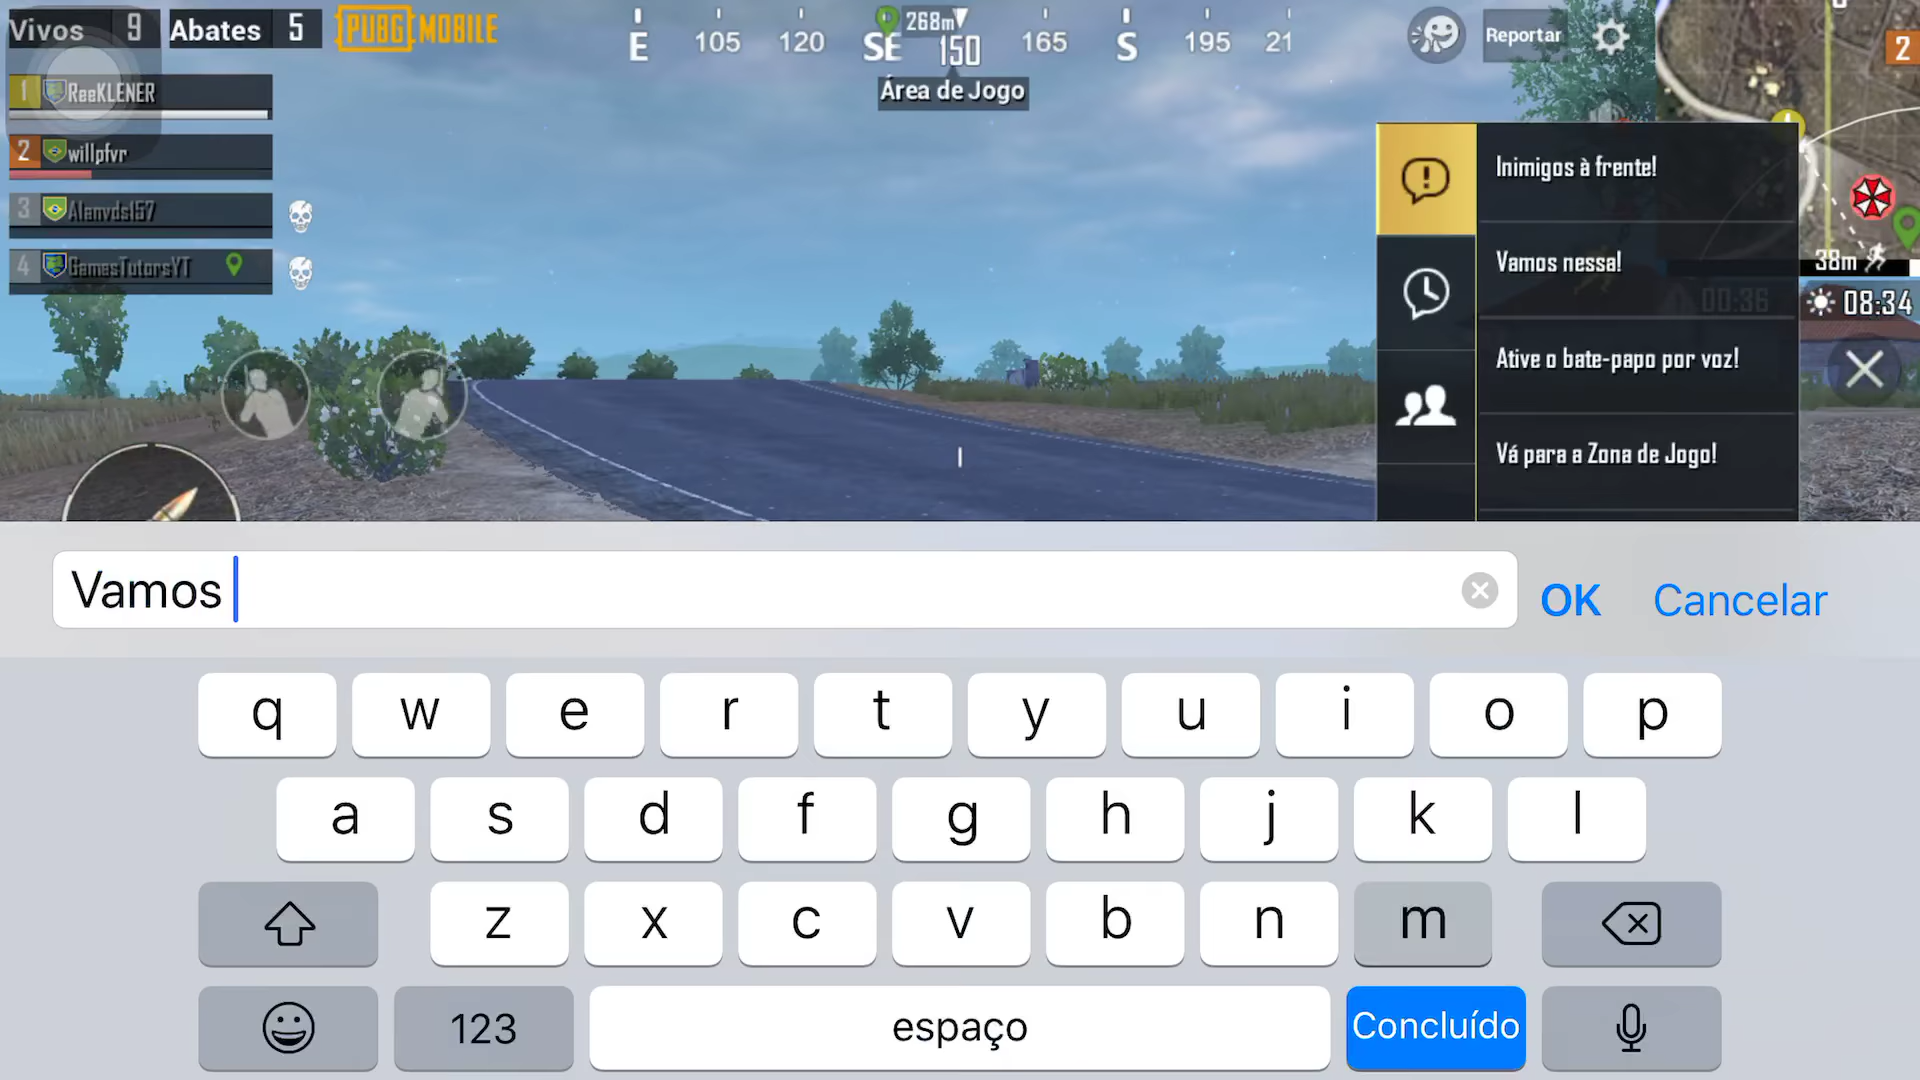 Vivos 9 Abates 5 PUBG MOBILE
E 105 120 SE 150 165 S 195 21
268m
Área de Jogo
Reportar
2
1 ReeKLENER
2 willpfvr
3 Alanvds157
4 GamesTutorsYT
Inimigos à frente!
Vamos nessa!
Ative o bate-papo por voz!
Vá para a Zona de Jogo!
38m
00:36
08:34
Vamos
OK Cancelar
q w e r t y u i o p
a s d f g h j k l
z x c v b n m
123 espaço Concluído